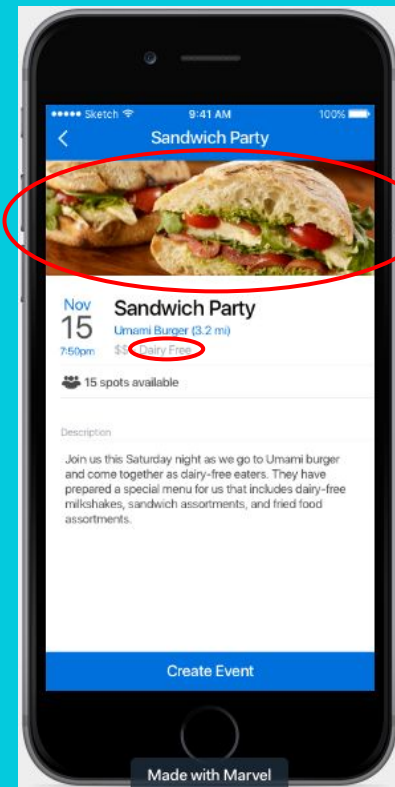 Sketch 9:41 AM 100%
Sandwich Party
Nov
15
7:50pm
Sandwich Party
Umami Burger (3.2 mi)
$$ Dairy Free
15 spots available
Description
Join us this Saturday night as we go to Umami burger
and come together as dairy-free eaters. They have
prepared a special menu for us that includes dairy-free
milkshakes, sandwich assortments, and fried food
assortments.
Create Event
Made with Marvel